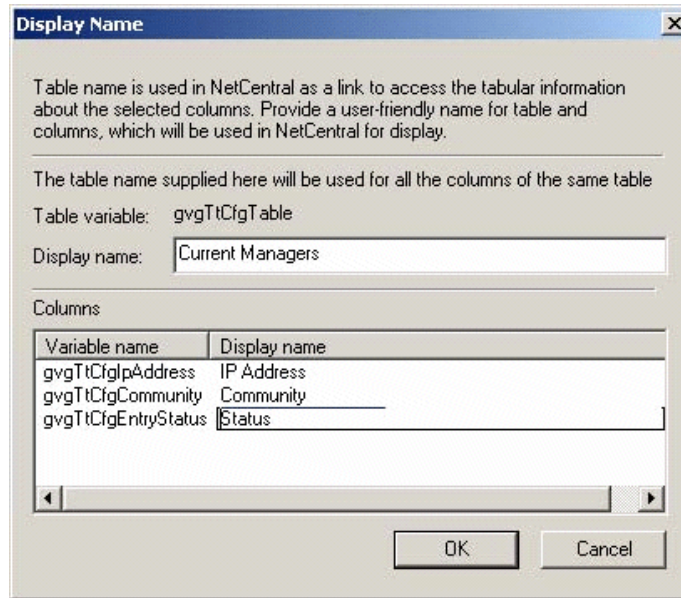 Display Name
Table name is used in NetCentral as a link to access the tabular information
about the selected columns. Provide a user-friendly name for table and
columns, which will be used in NetCentral for display.
The table name supplied here will be used for all the columns of the same table
Table variable: gvgTtCfgTable
Display name: Current Managers
Columns
Variable name Display name
gvgTtCfgIpAddress IP Address
gvgTtCfgCommunity Community
gvgTtCfgEntryStatus Status
OK Cancel